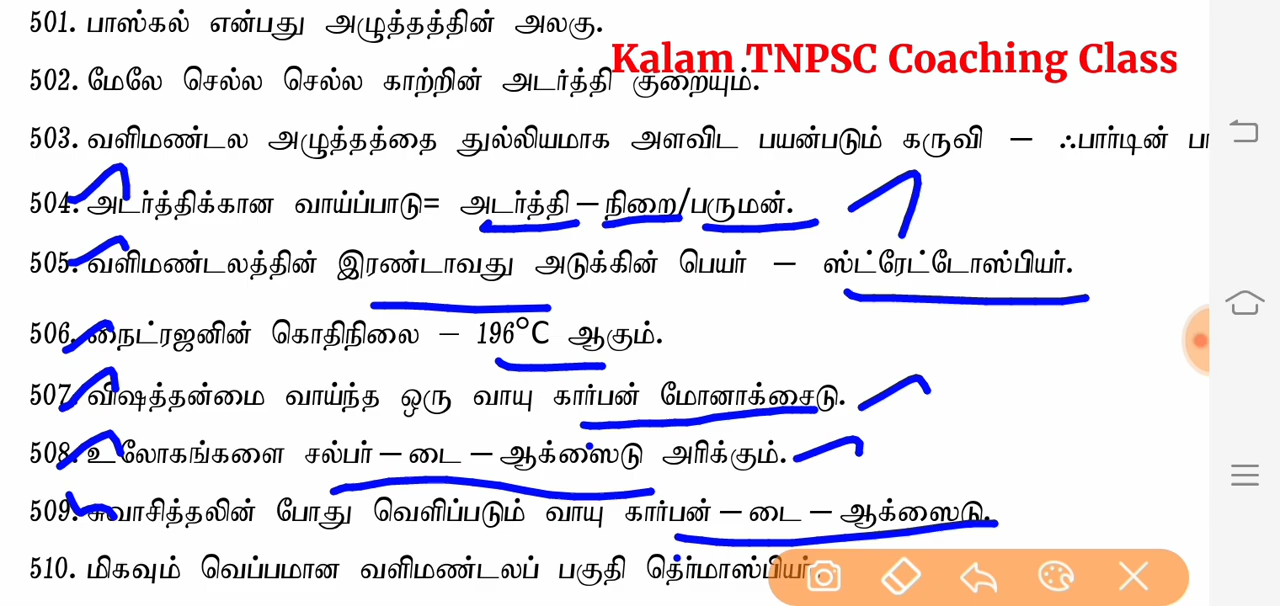 501. பாஸ்கல் என்பது அழுத்தத்தின் அலகு.
Kalam TNPSC Coaching Class
502. மேலே செல்ல செல்ல காற்றின் அடர்த்தி குறையும்.
503. வளிமண்டல அழுத்தத்தை துல்லியமாக அளவிட பயன்படும் கருவி – ஃபார்டின்
504. அடர்த்திக்கான வாய்ப்பாடு= அடர்த்தி – நிறை/பருமன்.
505. வளிமண்டலத்தின் இரண்டாவது அடுக்கின் பெயர் – ஸ்ட்ரேட்டோஸ்பியர்.
506. நைட்ரஜனின் கொதிநிலை – 196°C ஆகும்.
507. விஷத்தன்மை வாய்ந்த ஒரு வாயு கார்பன் மோனாக்சைடு.
508. உலோகங்களை சல்பர் – டை – ஆக்ஸைடு அரிக்கும்.
509. சுவாசித்தலின் போது வெளிப்படும் வாயு கார்பன் – டை – ஆக்ஸைடு.
510. மிகவும் வெப்பமான வளிமண்டலப் பகுதி தெர்மாஸ்பியர்.